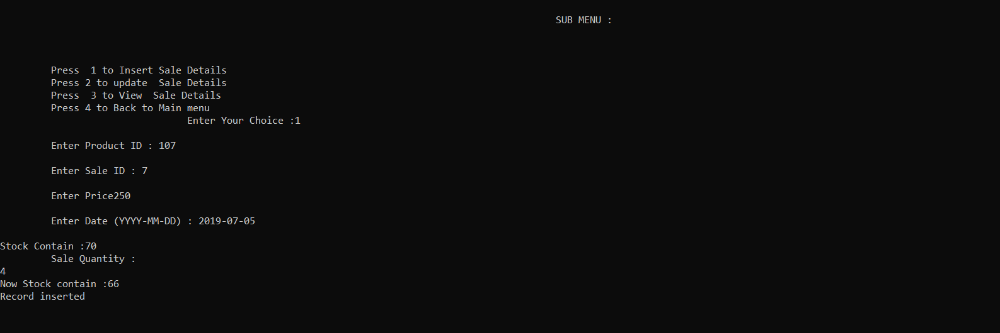 SUB MENU :
Press  1 to Insert Sale Details
Press 2 to update  Sale Details
Press  3 to View  Sale Details
Press 4 to Back to Main menu
Enter Your Choice :1
Enter Product ID : 107
Enter Sale ID : 7
Enter Price250
Enter Date (YYYY-MM-DD) : 2019-07-05
Stock Contain :70
Sale Quantity :
4
Now Stock contain :66
Record inserted